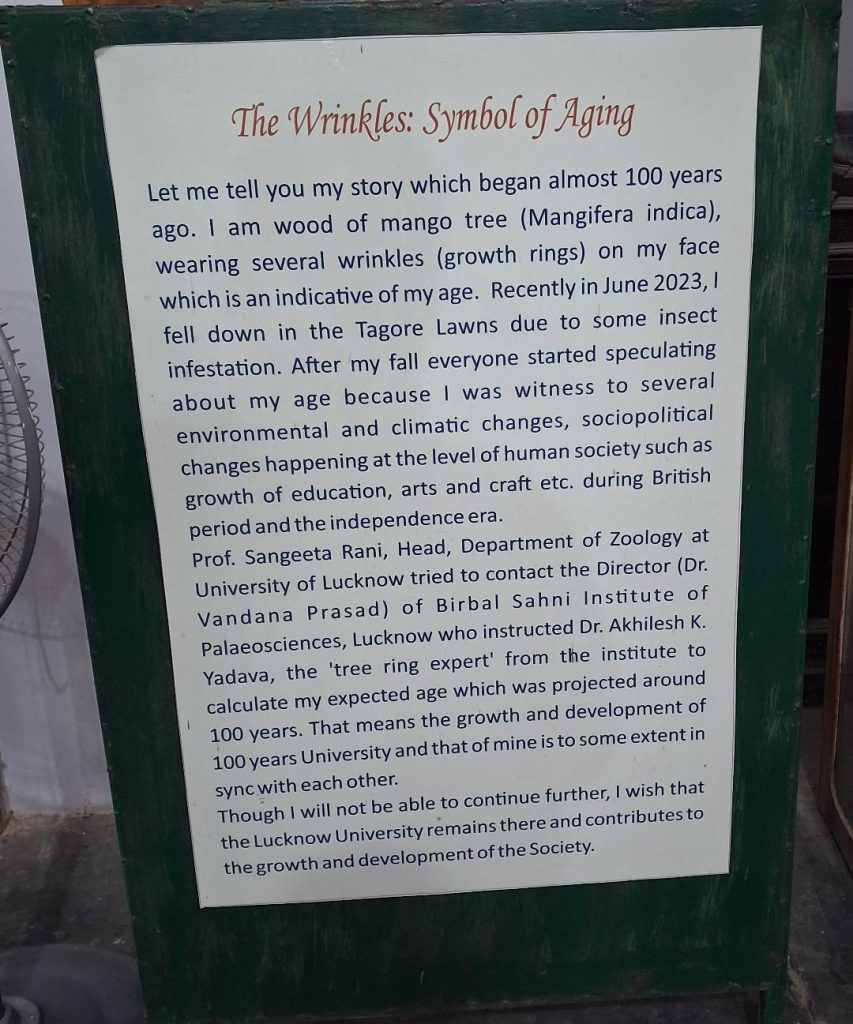 The Wrinkles: Symbol of Aging
Let me tell you my story which began almost 100 years
ago. I am wood of mango tree (Mangifera indica),
wearing several wrinkles (growth rings) on my face
which is an indicative of my age. Recently in June 2023, I
fell down in the Tagore Lawns due to some insect
infestation. After my fall everyone started speculating
about my age because I was witness to several
environmental and climatic changes, sociopolitical
changes happening at the level of human society such as
growth of education, arts and craft etc. during British
period and the independence era.
Prof. Sangeeta Rani, Head, Department of Zoology at
University of Lucknow tried to contact the Director (Dr.
Vandana Prasad) of Birbal Sahni Institute of
Palaeosciences, Lucknow who instructed Dr. Akhilesh K.
Yadava, the 'tree ring expert' from the institute to
calculate my expected age which was projected around
100 years. That means the growth and development of
100 years University and that of mine is to some extent in
sync with each other.
Though I will not be able to continue further, I wish that
the Lucknow University remains there and contributes to
the growth and development of the Society.